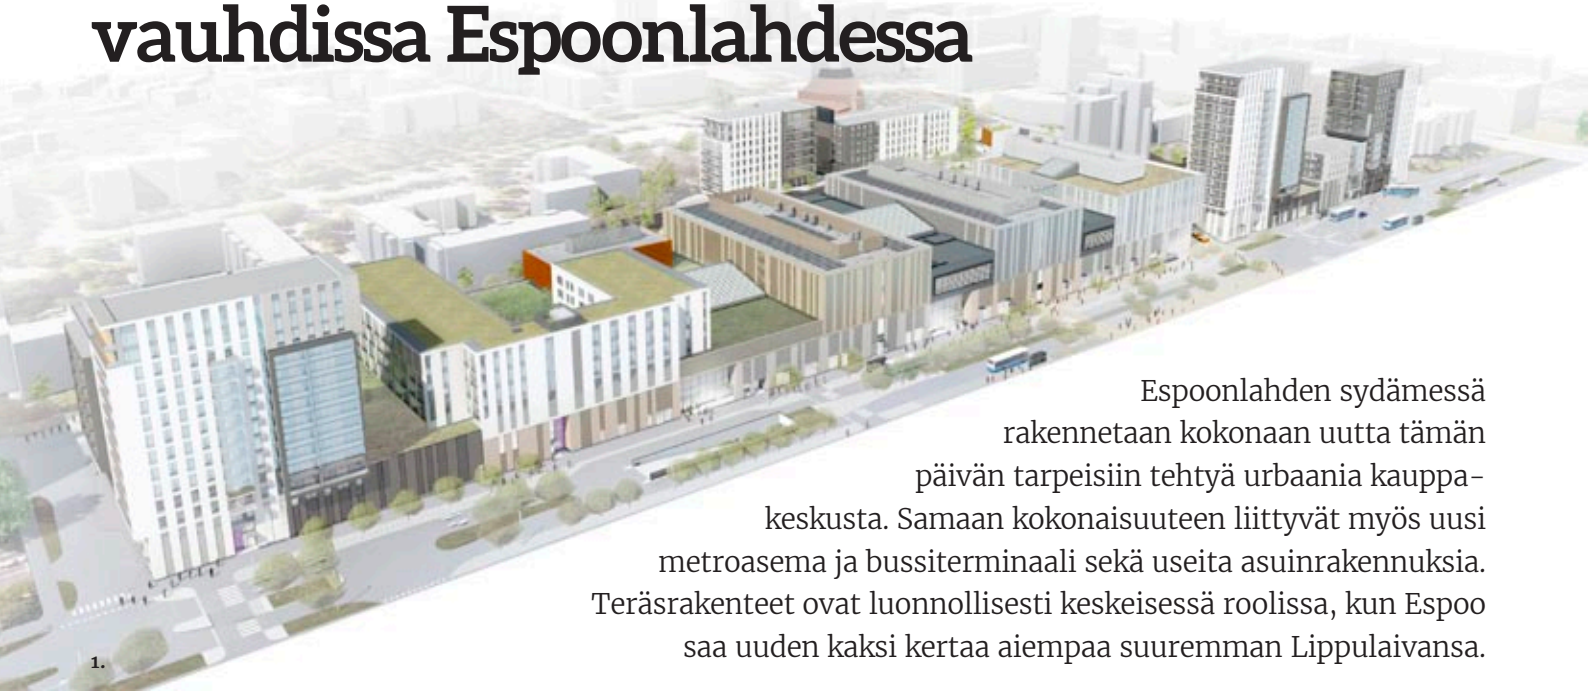 vauhdissa Espoonlahdessa
Espoonlahden sydämessä
rakennetaan kokonaan uutta tämän
päivän tarpeisiin tehtyä urbaania kauppa-
keskusta. Samaan kokonaisuuteen liittyvät myös uusi
metroasema ja bussiterminaali sekä useita asuinrakennuksia.
Teräsrakenteet ovat luonnollisesti keskeisessä roolissa, kun Espoo
saa uuden kaksi kertaa aiempaa suuremman Lippulaivansa.
1.